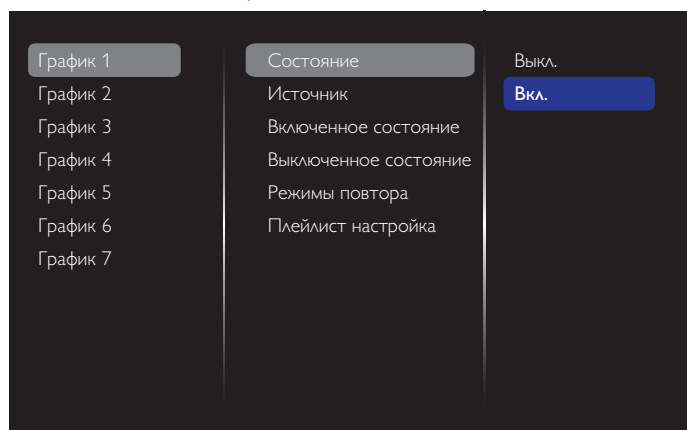 График 1
График 2
График 3
График 4
График 5
График 6
График 7
Состояние
Источник
Включенное состояние
Выключенное состояние
Режимы повтора
Плейлист настройка
Выкл.
Вкл.